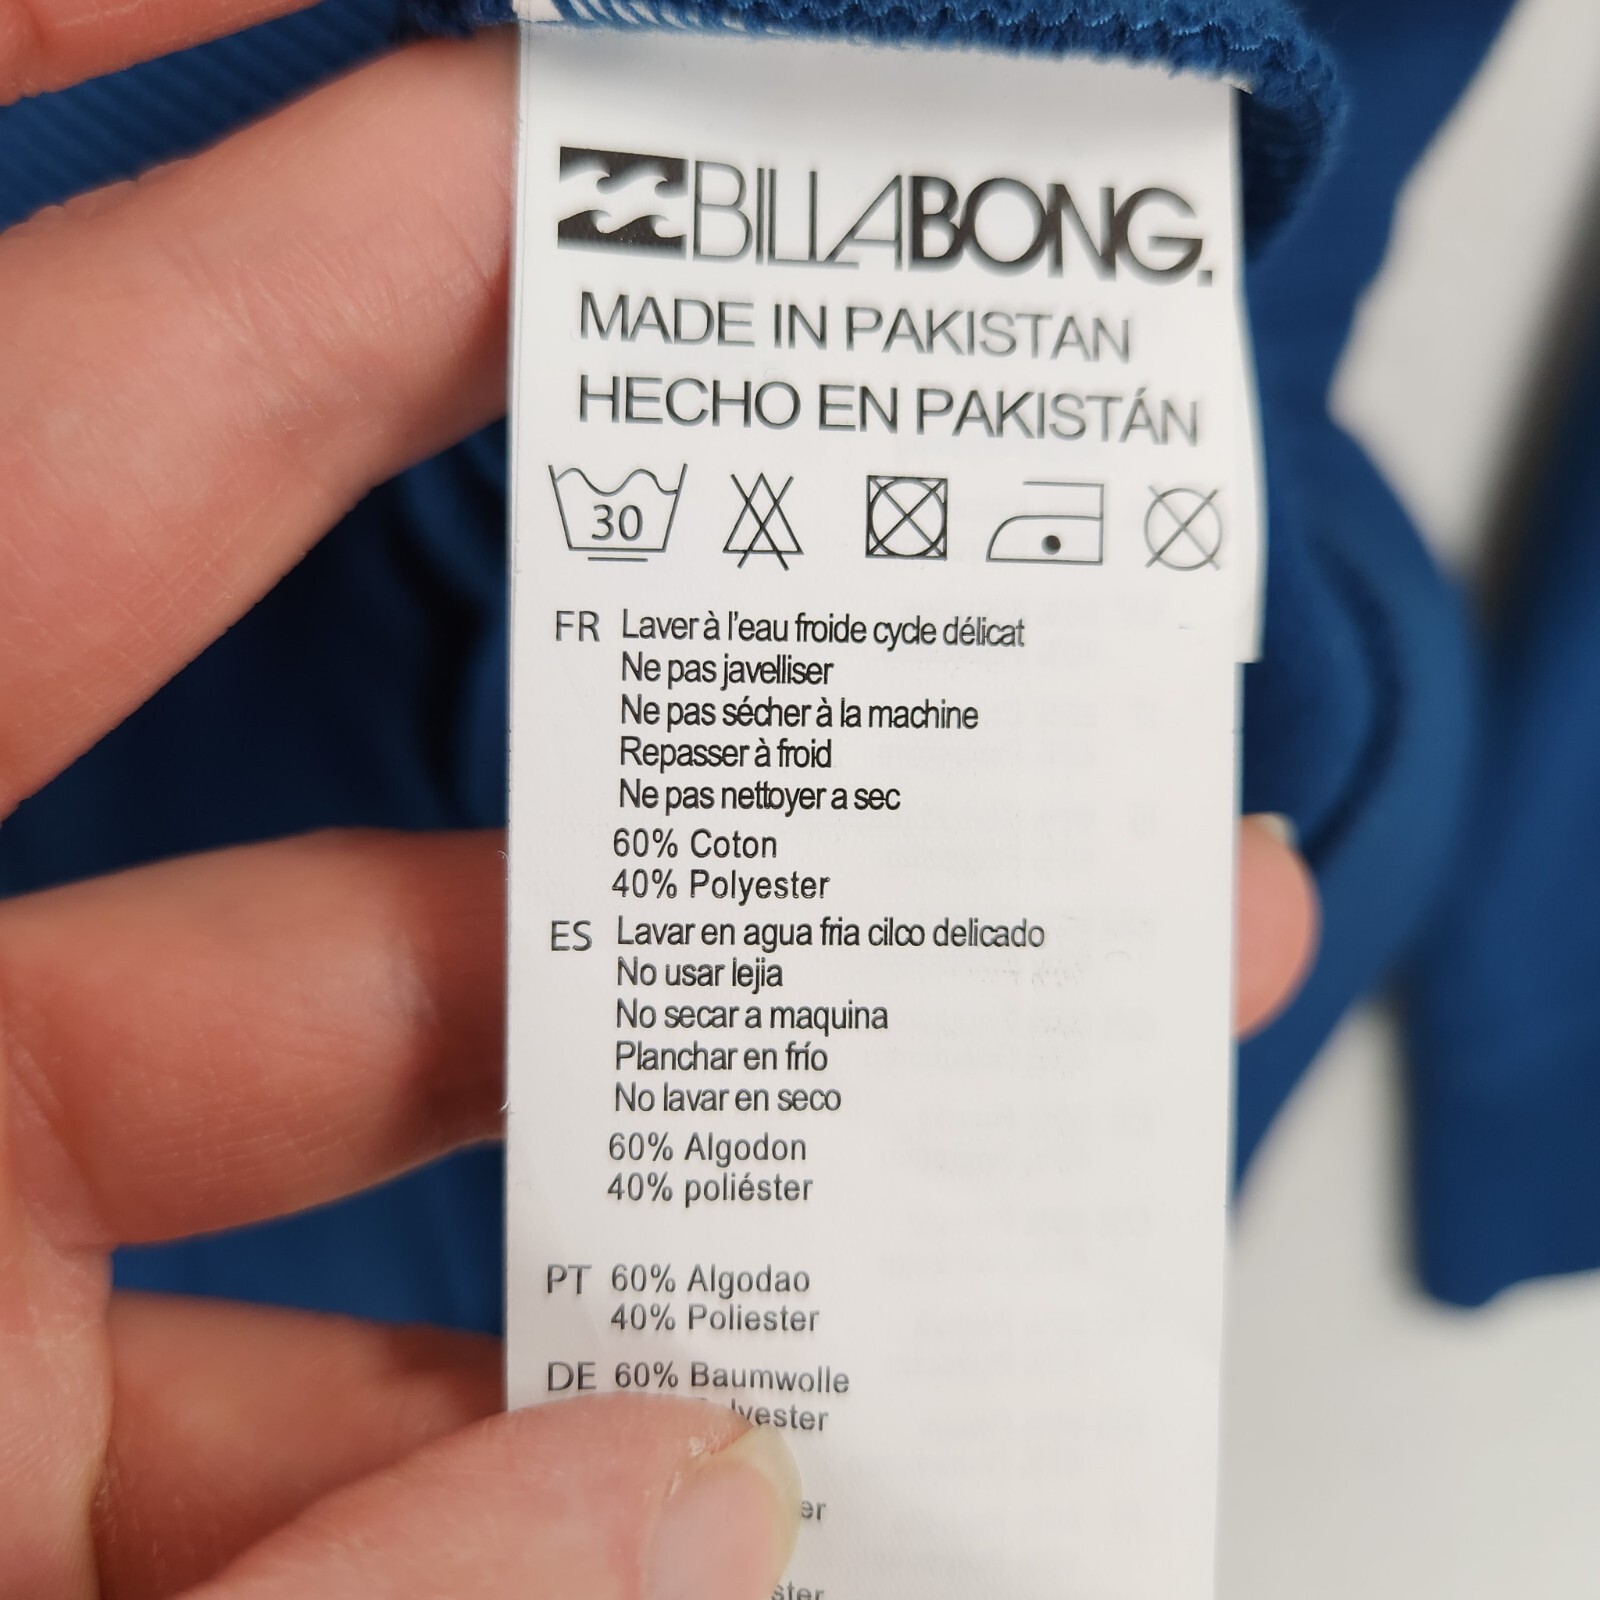 BILLABONG.
MADE IN PAKISTAN
HECHO EN PAKISTÁN
30
FR Laver à l'eau froide cycle délicat
Ne pas javelliser
Ne pas sécher à la machine
Repasser à froid
Ne pas nettoyer a sec
60% Coton
40% Polyester
ES Lavar en agua fria cilco delicado
No usar lejia
No secar a maquina
Planchar en frío
No lavar en seco
60% Algodon
40% poliéster
PT 60% Algodao
40% Poliester
DE 60% Baumwolle